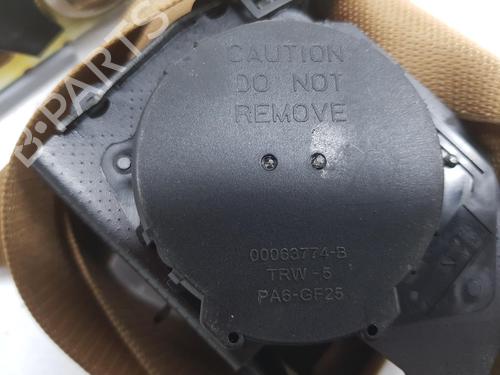 CAUTION
DO NOT
REMOVE
00063774-B
TRW-5
PA6-GF25
B-PARTS